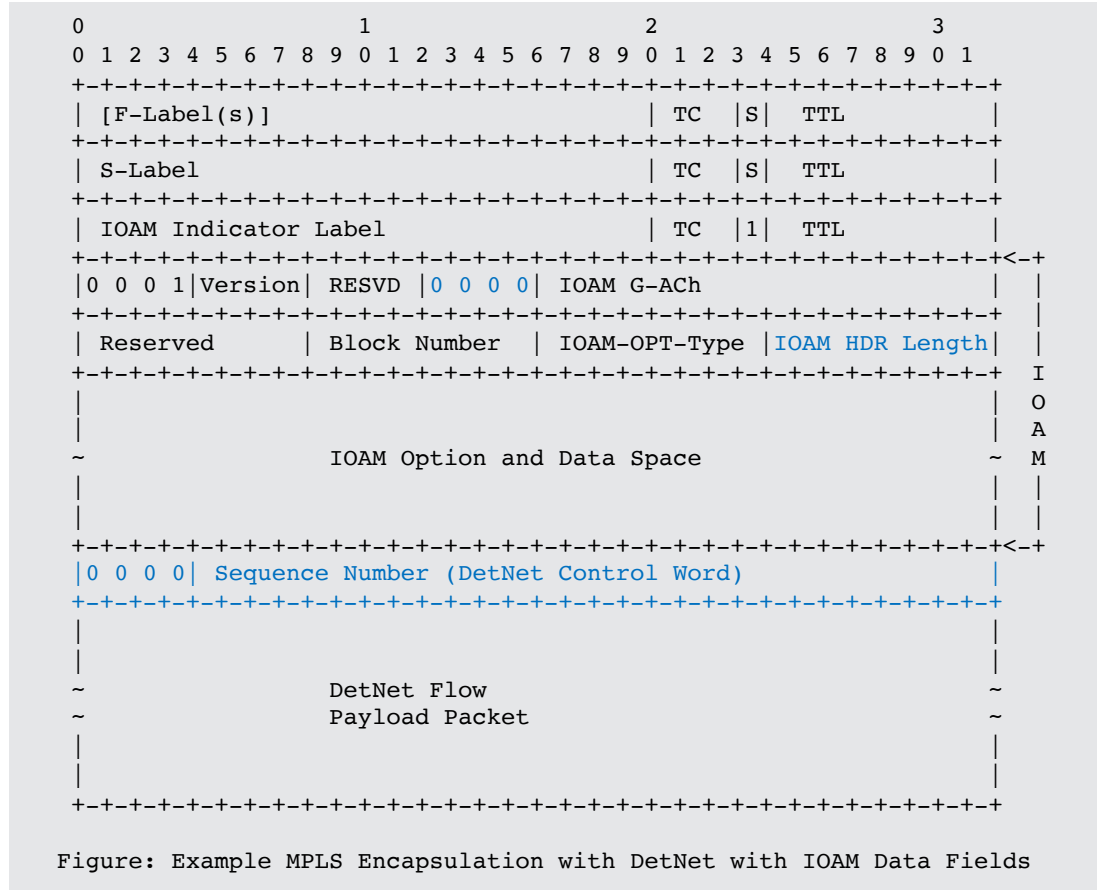 0                   1                   2                   3
0 1 2 3 4 5 6 7 8 9 0 1 2 3 4 5 6 7 8 9 0 1 2 3 4 5 6 7 8 9 0 1
+-+-+-+-+-+-+-+-+-+-+-+-+-+-+-+-+-+-+-+-+-+-+-+-+-+-+-+-+-+-+-+-+
| [F-Label(s)]                          | TC  |S|  TTL          |
+-+-+-+-+-+-+-+-+-+-+-+-+-+-+-+-+-+-+-+-+-+-+-+-+-+-+-+-+-+-+-+-+
| S-Label                               | TC  |S|  TTL          |
+-+-+-+-+-+-+-+-+-+-+-+-+-+-+-+-+-+-+-+-+-+-+-+-+-+-+-+-+-+-+-+-+
| IOAM Indicator Label                  | TC  |1|  TTL          |
+-+-+-+-+-+-+-+-+-+-+-+-+-+-+-+-+-+-+-+-+-+-+-+-+-+-+-+-+-+-+-+-+<-+
|0 0 0 1|Version| RESVD |0 0 0 0| IOAM G-ACh                    |  |
+-+-+-+-+-+-+-+-+-+-+-+-+-+-+-+-+-+-+-+-+-+-+-+-+-+-+-+-+-+-+-+-+  |
| Reserved      | Block Number  | IOAM-OPT-Type |IOAM HDR Length|  |
+-+-+-+-+-+-+-+-+-+-+-+-+-+-+-+-+-+-+-+-+-+-+-+-+-+-+-+-+-+-+-+-+  I
|                                                               |  O
|                                                               |  A
~                 IOAM Option and Data Space                    ~  M
|                                                               |  |
|                                                               |  |
+-+-+-+-+-+-+-+-+-+-+-+-+-+-+-+-+-+-+-+-+-+-+-+-+-+-+-+-+-+-+-+-+<-+
|0 0 0 0| Sequence Number (DetNet Control Word)                 |
+-+-+-+-+-+-+-+-+-+-+-+-+-+-+-+-+-+-+-+-+-+-+-+-+-+-+-+-+-+-+-+-+
|                                                               |
|                                                               |
~                 DetNet Flow                                   ~
~                 Payload Packet                                ~
|                                                               |
|                                                               |
+-+-+-+-+-+-+-+-+-+-+-+-+-+-+-+-+-+-+-+-+-+-+-+-+-+-+-+-+-+-+-+-+
Figure: Example MPLS Encapsulation with DetNet with IOAM Data Fields